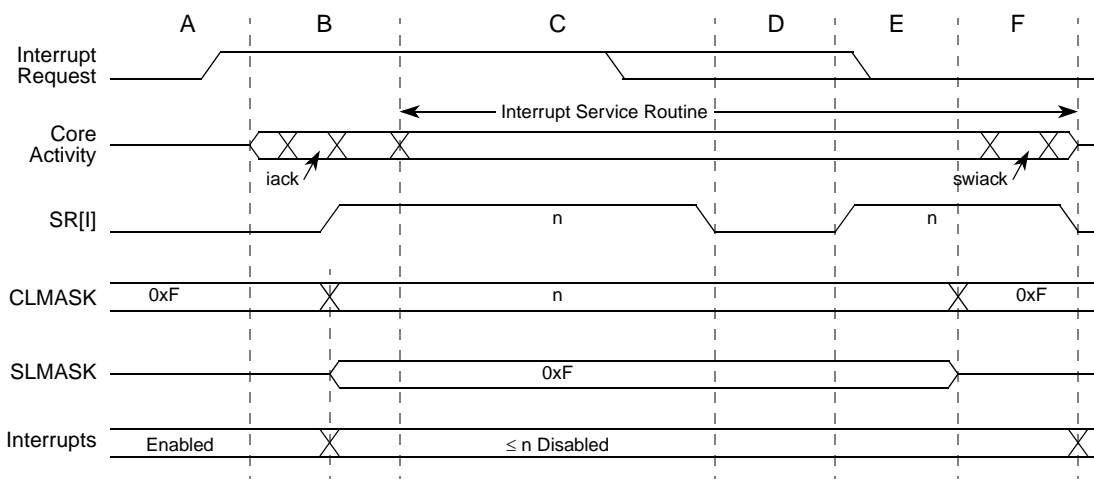 A B C D E F
Interrupt
Request
Interrupt Service Routine
Core
Activity
iack
swiack
SR[I]
n
n
CLMASK
0xF
n
0xF
SLMASK
0xF
Interrupts
Enabled
≤ n Disabled